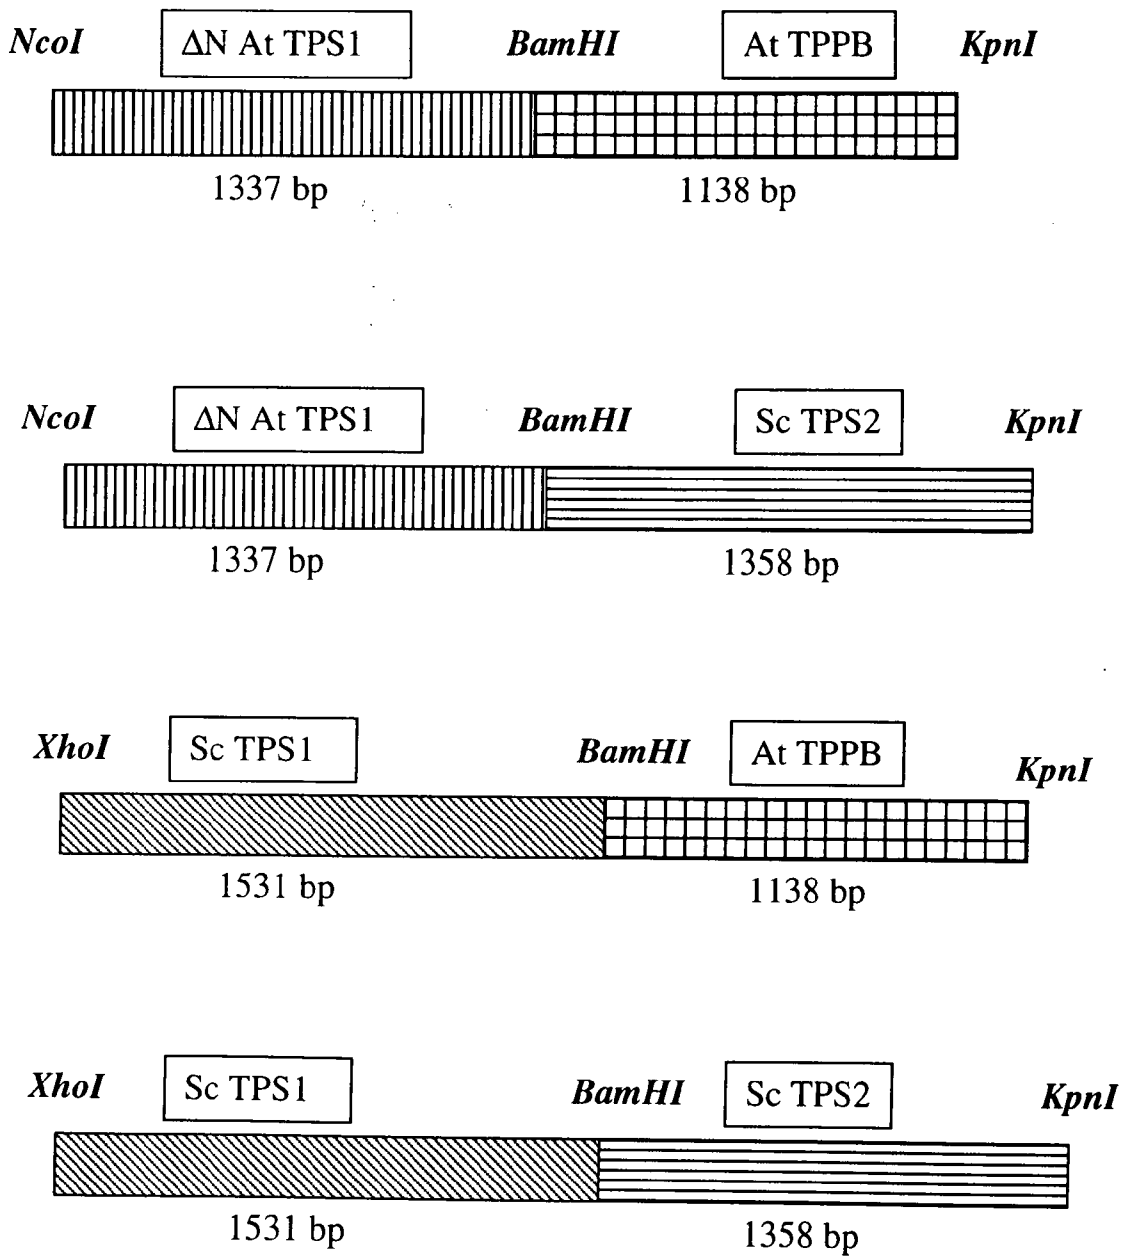 NcoI ΔN At TPS1 BamHI At TPPB KpnI
1337 bp 1138 bp
NcoI ΔN At TPS1 BamHI Sc TPS2 KpnI
1337 bp 1358 bp
XhoI Sc TPS1 BamHI At TPPB KpnI
1531 bp 1138 bp
XhoI Sc TPS1 BamHI Sc TPS2 KpnI
1531 bp 1358 bp